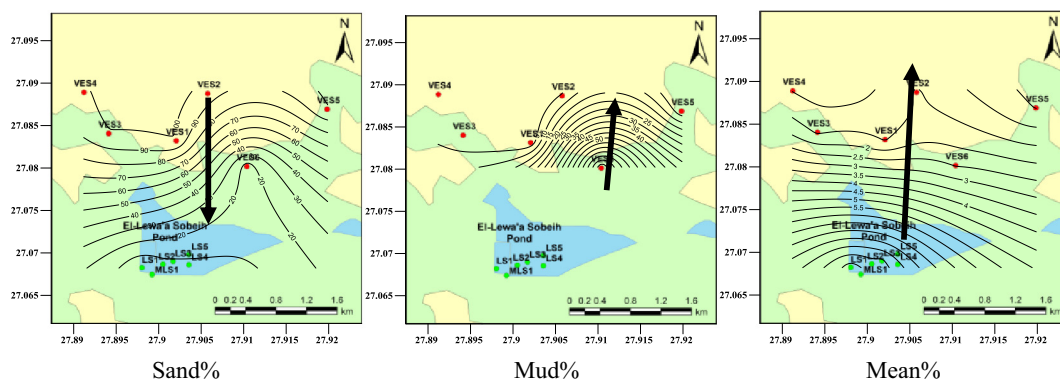 N
27.095
27.09
27.085
27.08
27.075
27.07
27.065
VES4
VES2
VES3
VES1
VES5
VES6
100
90
90
80
70
60
50
40
30
20
El-Lewa'a Sobeih
Pond
LS1
LS2
LS3
LS5
LS4
MLS1
0 0.2 0.4 0.8 1.2 1.6
km
27.89 27.895 27.9 27.905 27.91 27.915 27.92
Sand%
N
27.095
27.09
27.085
27.08
27.075
27.07
27.065
VES4
VES2
VES3
VES1
VES5
25
30
35
40
El-Lewa'a Sobeih
Pond
LS1
LS2
LS3
LS5
LS4
MLS1
0 0.2 0.4 0.8 1.2 1.6
km
27.89 27.895 27.9 27.905 27.91 27.915 27.92
Mud%
N
27.095
27.09
27.085
27.08
27.075
27.07
27.065
VES4
VES2
VES3
VES1
VES5
VES6
2
2.5
3
3.5
4
4.5
5
5.5
3
4
El-Lewa'a Sobeih
Pond
LS1
LS2
LS3
LS5
LS4
MLS1
0 0.2 0.4 0.8 1.2 1.6
km
27.89 27.895 27.9 27.905 27.91 27.915 27.92
Mean%